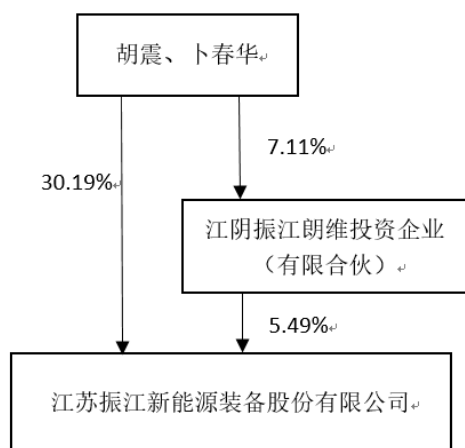 胡震、卜春华
7.11%
30.19%
江阴振江朗维投资企业
（有限合伙）
5.49%
江苏振江新能源装备股份有限公司